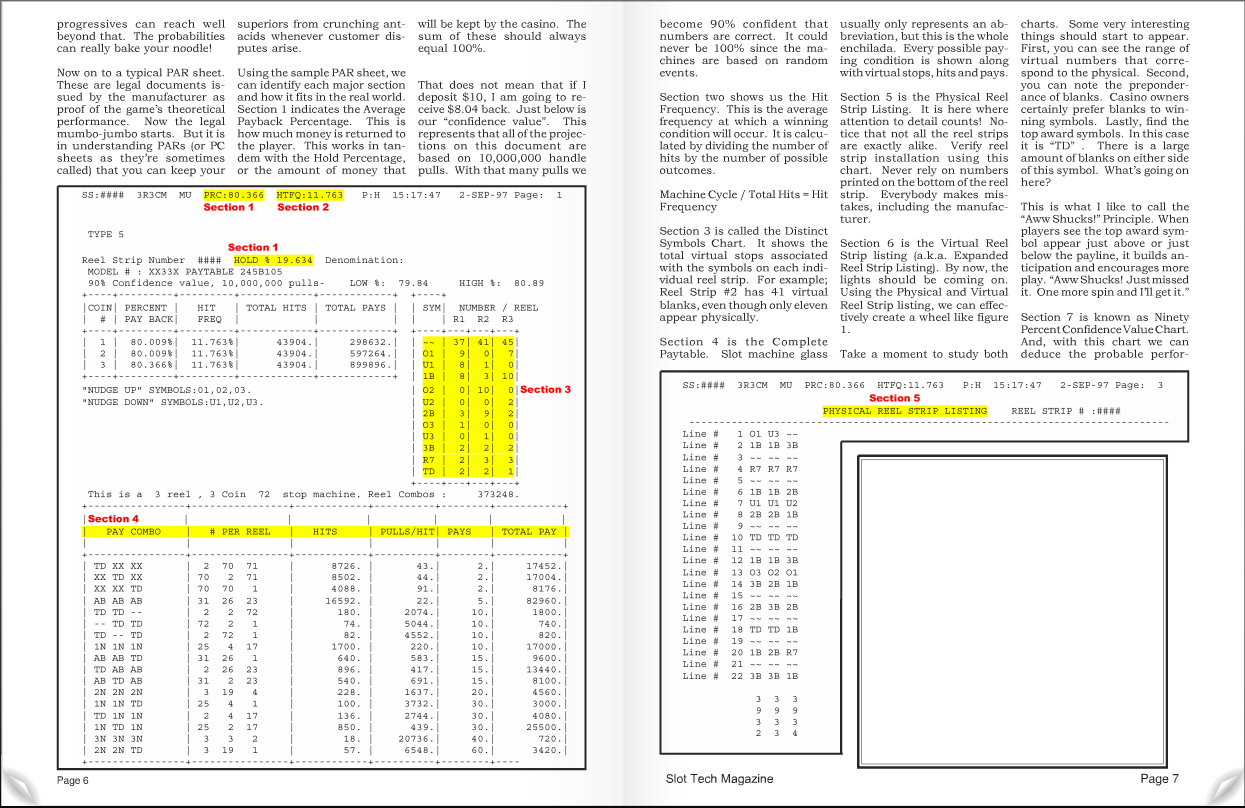 progressives can reach well
beyond that. The probabilities
can really bake your noodle!
Now on to a typical PAR sheet.
These are legal documents is-
sued by the manufacturer as
proof of the game's theoretical
performance. Now the legal
mumbo-jumbo starts. But it is
in understanding PARs (or PC
sheets as they're sometimes
called) that you can keep your
superiors from crunching ant-
acids whenever customer dis-
putes arise.
Using the sample PAR sheet, we
can identify each major section
and how it fits in the real world.
Section 1 indicates the Average
Payback Percentage. This is
how much money is returned to
the player. This works in tan-
dem with the Hold Percentage,
or the amount of money that
will be kept by the casino. The
sum of these should always
equal 100%.
That does not mean that if I
deposit $10, I am going to re-
ceive $8.04 back. Just below is
our "confidence value". This
represents that all of the projec-
tions on this document are
based on 10,000,000 handle
pulls. With that many pulls we
SS:#### 3R3CM MU PRC:80.366 HTFQ:11.763 P:H 15:17:47 2-SEP-97 Page: 1
Section 1 Section 2
TYPE 5
Section 1
Reel Strip Number #### HOLD % 19.634 Denomination:
MODEL # : XX33X PAYTABLE 245B105
90% Confidence value, 10,000,000 pulls- LOW %: 79.84 HIGH %: 80.89
+----+---------+---------+-------------+-------------+ +----+
|COIN| PERCENT | HIT | TOTAL HITS | TOTAL PAYS | | SYM| NUMBER / REEL
| # | PAY BACK| FREQ | | | | | R1 R2 R3
+----+---------+---------+-------------+-------------+ +----+---+---+---+
| 1 | 80.009%| 11.763%| 43904.| 298632.| | ~~ | 37| 41| 45|
| 2 | 80.009%| 11.763%| 43904.| 597264.| | O1 | 9| 0| 7|
| 3 | 80.366%| 11.763%| 43904.| 899896.| | U1 | 8| 1| 0|
+----+---------+---------+-------------+-------------+ | 1B | 8| 3| 10|
"NUDGE UP" SYMBOLS:O1,O2,O3. | O2 | 0| 10| 0| Section 3
"NUDGE DOWN" SYMBOLS:U1,U2,U3. | U2 | 0| 0| 2|
| 2B | 3| 9| 2|
| O3 | 1| 0| 0|
| U3 | 0| 1| 0|
| 3B | 2| 2| 2|
| R7 | 2| 3| 3|
| TD | 2| 2| 1|
+----+---+---+---+
This is a 3 reel , 3 Coin 72 stop machine. Reel Combos : 373248.
Section 4
| PAY COMBO | # PER REEL | HITS | PULLS/HIT| PAYS | TOTAL PAY |
| TD XX XX | 2 70 71 | 8726. | 43.| 2.| 17452.|
| XX TD XX | 70 2 71 | 8502. | 44.| 2.| 17004.|
| XX XX TD | 70 70 1 | 4088. | 91.| 2.| 8176.|
| AB AB AB | 31 26 23 | 16592. | 22.| 5.| 82960.|
| TD TD -- | 2 2 72 | 180. | 2074.| 10.| 1800.|
| -- TD TD | 72 2 1 | 74. | 5044.| 10.| 740.|
| TD -- TD | 2 72 1 | 82. | 4552.| 10.| 820.|
| 1N 1N 1N | 25 4 17 | 1700. | 220.| 10.| 17000.|
| AB AB TD | 31 26 1 | 640. | 583.| 15.| 9600.|
| TD AB AB | 2 26 23 | 896. | 417.| 15.| 13440.|
| AB TD AB | 31 2 23 | 540. | 691.| 15.| 8100.|
| 2N 2N 2N | 3 19 4 | 228. | 1637.| 20.| 4560.|
| 1N 1N TD | 25 4 1 | 100. | 3732.| 30.| 3000.|
| TD 1N 1N | 2 4 17 | 136. | 2744.| 30.| 4080.|
| 1N TD 1N | 25 2 17 | 850. | 439.| 30.| 25500.|
| 3N 3N 3N | 3 3 2 | 18. | 20736.| 40.| 720.|
| 2N 2N TD | 3 19 1 | 57. | 6548.| 60.| 3420.|
Page 6
become 90% confident that
numbers are correct. It could
never be 100% since the ma-
chines are based on random
events.
Section two shows us the Hit
Frequency. This is the average
frequency at which a winning
condition will occur. It is calcu-
lated by dividing the number of
hits by the number of possible
outcomes.
Machine Cycle / Total Hits = Hit
Frequency
Section 3 is called the Distinct
Symbols Chart. It shows the
total virtual stops associated
with the symbols on each indi-
vidual reel strip. For example;
Reel Strip #2 has 41 virtual
blanks, even though only eleven
appear physically.
Section 4 is the Complete
Paytable. Slot machine glass
usually only represents an ab-
breviation, but this is the whole
enchilada. Every possible pay-
ing condition is shown along
with virtual stops, hits and pays.
Section 5 is the Physical Reel
Strip Listing. It is here where
attention to detail counts! No-
tice that not all the reel strips
are exactly alike. Verify reel
strip installation using this
chart. Never rely on numbers
printed on the bottom of the reel
strip. Everybody makes mis-
takes, including the manufac-
turer.
Section 6 is the Virtual Reel
Strip listing (a.k.a. Expanded
Reel Strip Listing). By now, the
lights should be coming on.
Using the Physical and Virtual
Reel Strip listing, we can effec-
tively create a wheel like figure
1.
Take a moment to study both
charts. Some very interesting
things should start to appear.
First, you can see the range of
virtual numbers that corre-
spond to the physical. Second,
you can note the preponder-
ance of blanks. Casino owners
certainly prefer blanks to win-
ning symbols. Lastly, find the
top award symbols. In this case
it is "TD" . There is a large
amount of blanks on either side
of this symbol. What's going on
here?
This is what I like to call the
"Aww Shucks!" Principle. When
players see the top award sym-
bol appear just above or just
below the payline, it builds an-
ticipation and encourages more
play. "Aww Shucks! Just missed
it. One more spin and I'll get it."
Section 7 is known as Ninety
Percent Confidence Value Chart.
And, with this chart we can
deduce the probable perfor-
SS:#### 3R3CM MU PRC:80.366 HTFQ:11.763 P:H 15:17:47 2-SEP-97 Page: 3
Section 5
PHYSICAL REEL STRIP LISTING REEL STRIP # :####
Line # 1 O1 U3 ~~
Line # 2 1B 1B 3B
Line # 3 ~~ ~~ ~~
Line # 4 R7 R7 R7
Line # 5 ~~ ~~ ~~
Line # 6 1B 1B 2B
Line # 7 U1 U1 U2
Line # 8 2B 2B 1B
Line # 9 ~~ ~~ ~~
Line # 10 TD TD TD
Line # 11 ~~ ~~ ~~
Line # 12 1B 1B 3B
Line # 13 O3 O2 O1
Line # 14 3B 2B 1B
Line # 15 ~~ ~~ ~~
Line # 16 2B 3B 2B
Line # 17 ~~ ~~ ~~
Line # 18 TD TD 1B
Line # 19 ~~ ~~ ~~
Line # 20 1B 2B R7
Line # 21 ~~ ~~ ~~
Line # 22 3B 3B 1B
3 3 3
9 9 9
3 3 3
2 3 4
Slot Tech Magazine
Page 7